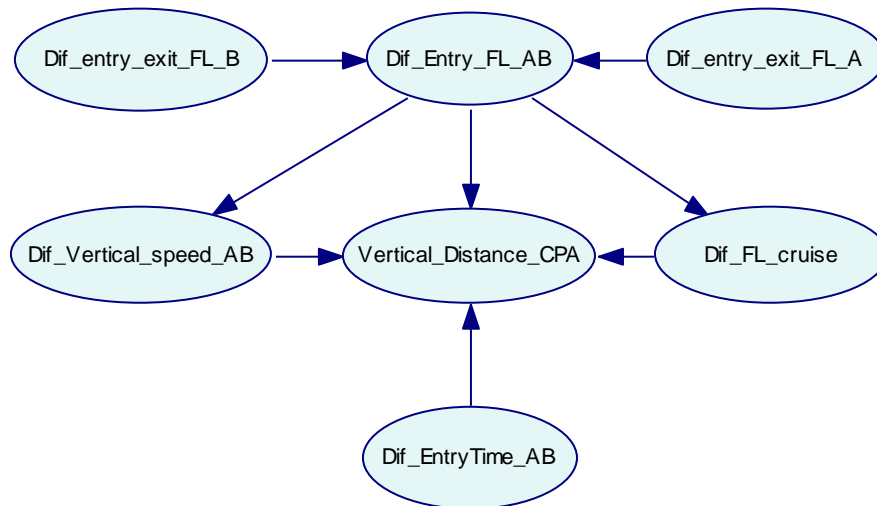 Dif_entry_exit_FL_B
Dif_Entry_FL_AB
Dif_entry_exit_FL_A
Dif_Vertical_speed_AB
Vertical_Distance_CPA
Dif_FL_cruise
Dif_EntryTime_AB